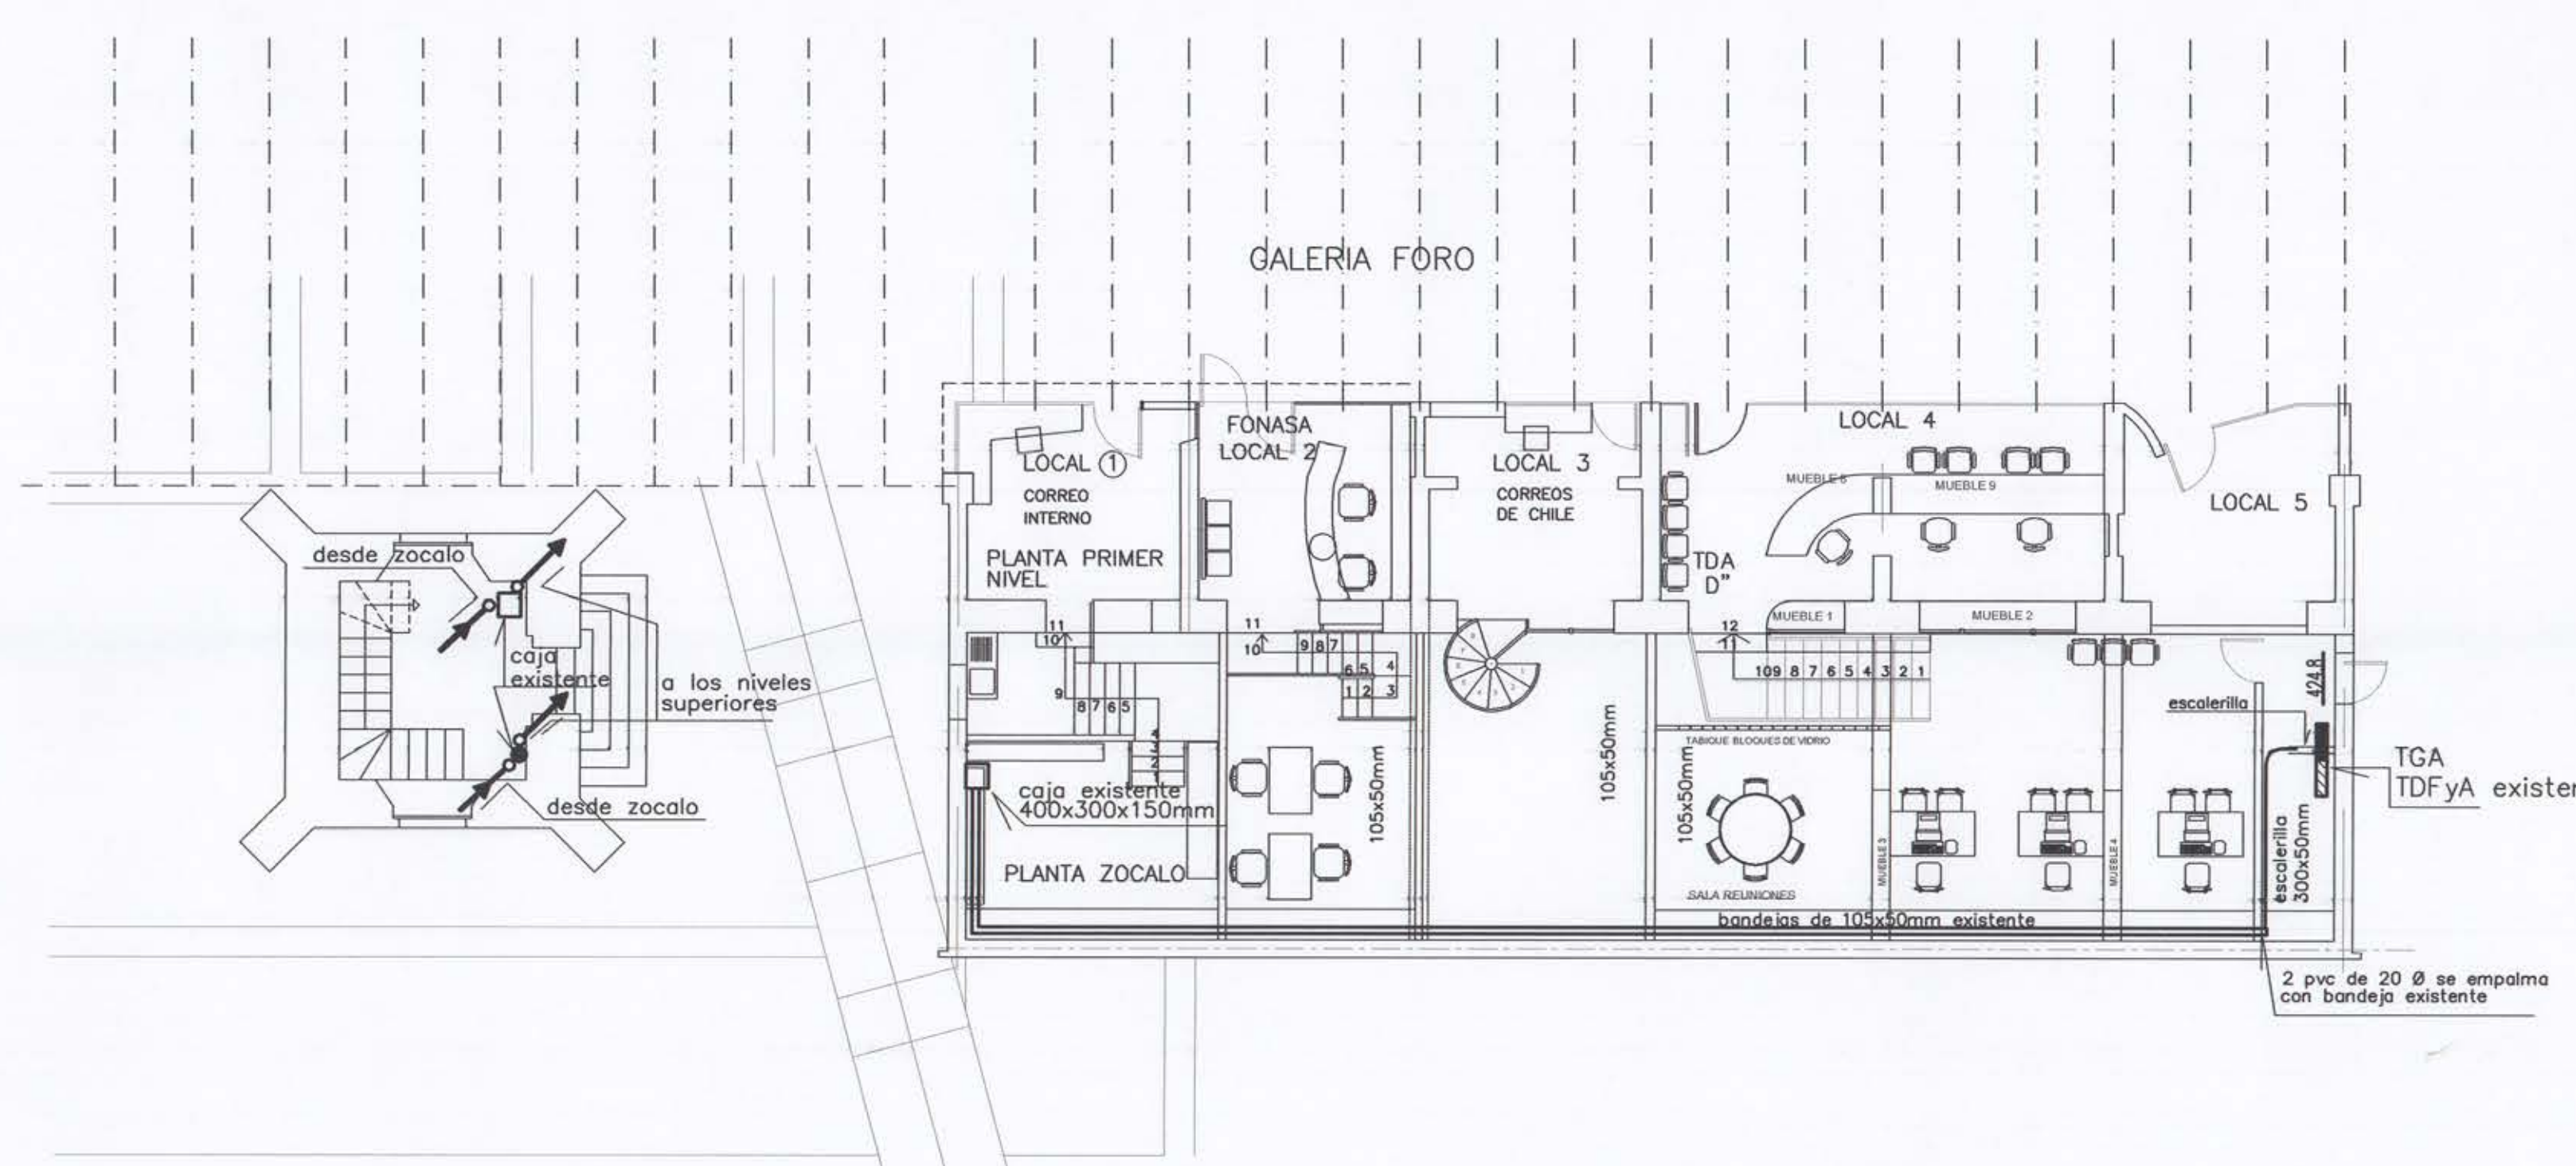 GALERIA FORO
desde zocalo
caja
existente
a los niveles
superiores
desde zocalo
LOCAL 1
CORREO
INTERNO
PLANTA PRIMER
NIVEL
FONASA
LOCAL 2
LOCAL 3
CORREOS
DE CHILE
LOCAL 4
MUEBLE 9
TDA
D"
MUEBLE 1
MUEBLE 2
LOCAL 5
11
10
9
8 7 6 5
11
10
9 8 7
6 5 4
1 2 3
12
11
10 9 8 7 6 5 4 3 2 1
caja existente
400x300x150mm
PLANTA ZOCALO
105x50mm
105x50mm
105x50mm
TABIQUE BLOQUES DE VIDRIO
SALA REUNIONES
MUEBLE 3
MUEBLE 4
bandejas de 105x50mm existente
escalerilla
424.8
escalerilla
300x50mm
TGA
TDFyA existen
2 pvc de 20 Ø se empalma
con bandeja existente